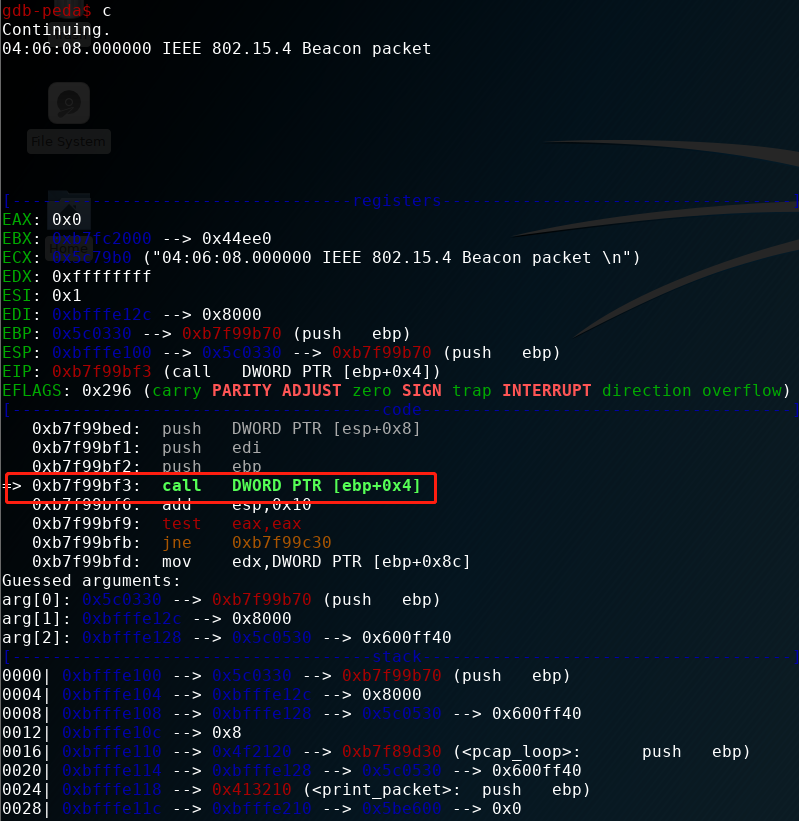 gdb-peda$ c
Continuing.
04:06:08.000000 IEEE 802.15.4 Beacon packet
File System
[----------------------------------registers-----------------------------------]
EAX: 0x0
Home
EBX: 0xb7fc2000 --> 0x44ee0
ECX: 0x5c79b0 ("04:06:08.000000 IEEE 802.15.4 Beacon packet \n")
EDX: 0xffffffff
ESI: 0x1
EDI: 0xbfffe12c --> 0x8000
EBP: 0x5c0330 --> 0xb7f99b70 (push   ebp)
ESP: 0xbfffe100 --> 0x5c0330 --> 0xb7f99b70 (push   ebp)
EIP: 0xb7f99bf3 (call   DWORD PTR [ebp+0x4])
EFLAGS: 0x296 (carry PARITY ADJUST zero SIGN trap INTERRUPT direction overflow)
[-------------------------------------code-------------------------------------]
   0xb7f99bed:  push   DWORD PTR [esp+0x8]
   0xb7f99bf1:  push   edi
   0xb7f99bf2:  push   ebp
=> 0xb7f99bf3:  call   DWORD PTR [ebp+0x4]
   0xb7f99bf6:  add    esp,0x10
   0xb7f99bf9:  test   eax,eax
   0xb7f99bfb:  jne    0xb7f99c30
   0xb7f99bfd:  mov    edx,DWORD PTR [ebp+0x8c]
Guessed arguments:
arg[0]: 0x5c0330 --> 0xb7f99b70 (push   ebp)
arg[1]: 0xbfffe12c --> 0x8000
arg[2]: 0xbfffe128 --> 0x5c0530 --> 0x600ff40
[------------------------------------stack-------------------------------------]
0000| 0xbfffe100 --> 0x5c0330 --> 0xb7f99b70 (push   ebp)
0004| 0xbfffe104 --> 0xbfffe12c --> 0x8000
0008| 0xbfffe108 --> 0xbfffe128 --> 0x5c0530 --> 0x600ff40
0012| 0xbfffe10c --> 0x8
0016| 0xbfffe110 --> 0x4f2120 --> 0xb7f89d30 (<pcap_loop>:      push   ebp)
0020| 0xbfffe114 --> 0xbfffe128 --> 0x5c0530 --> 0x600ff40
0024| 0xbfffe118 --> 0x413210 (<print_packet>:  push   ebp)
0028| 0xbfffe11c --> 0xbfffe210 --> --> 0x0